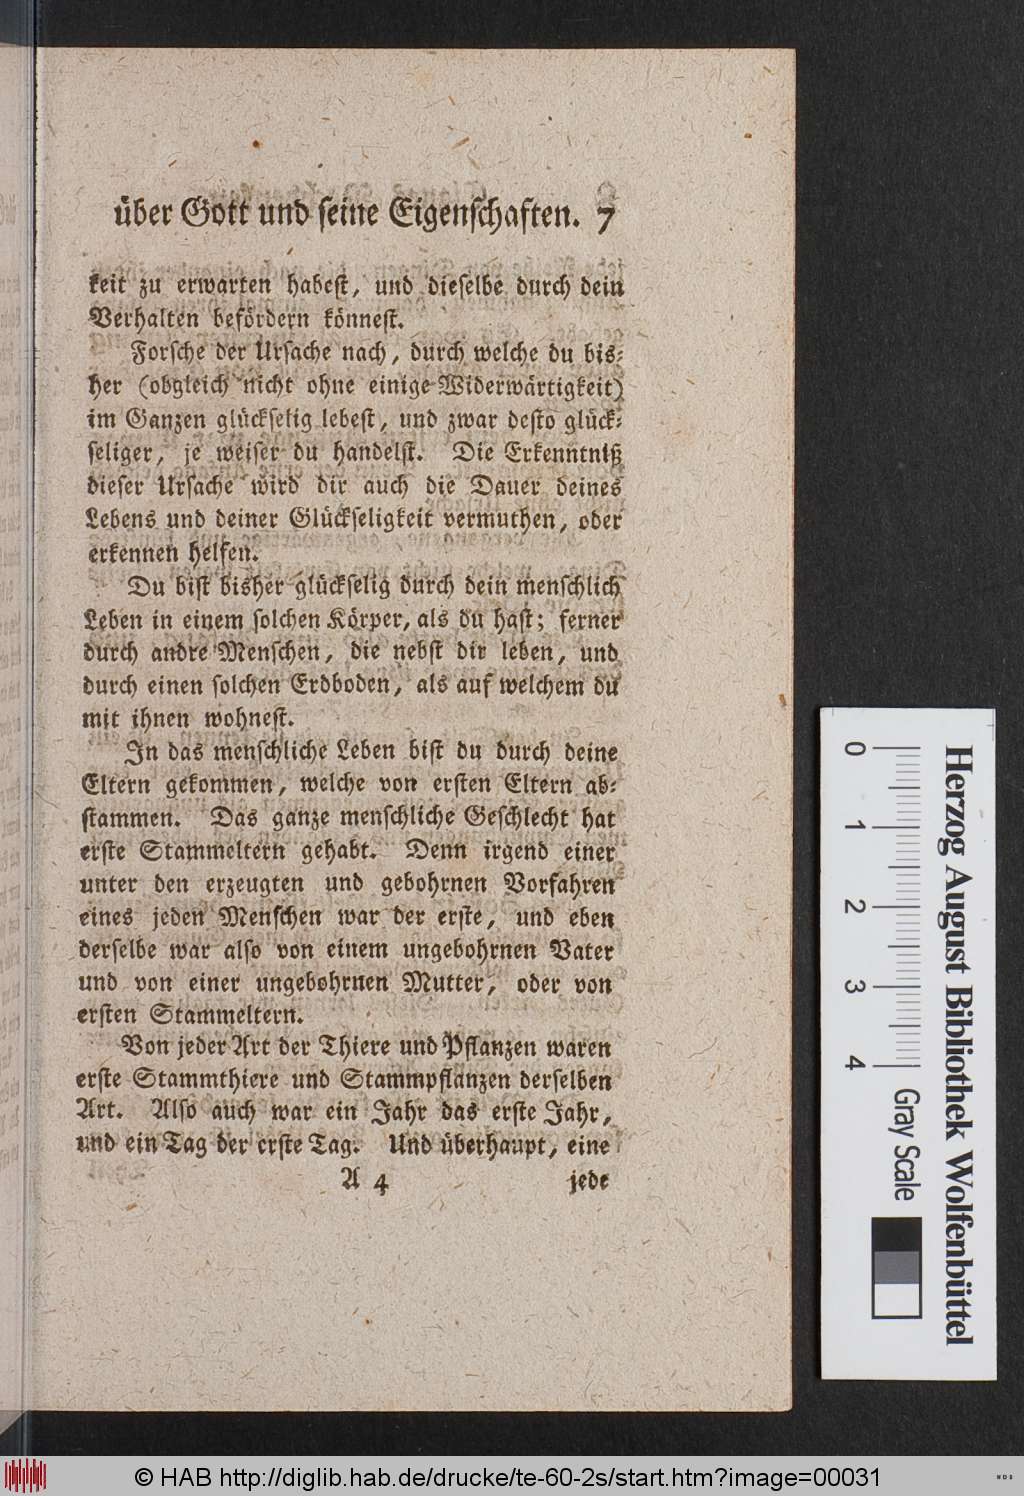 über Gott und seine Eigenschaften. 7
keit zu erwarten habest, und dieselbe durch dein
Verhalten befördern könnest.
Forsche der Ursache nach, durch welche du bis-
her (obgleich nicht ohne einige Widerwärtigkeit)
im Ganzen glückselig lebest, und zwar desto glück-
seliger, je weiser du handelst. Die Erkenntniß
dieser Ursache wird dir auch die Dauer deines
Lebens und deiner Glückseligkeit vermuthen, oder
erkennen helfen.
Du bist bisher glückselig durch dein menschlich
Leben in einem solchen Körper, als du hast; ferner
durch andre Menschen, die nebst dir leben, und
durch einen solchen Erdboden, als auf welchem du
mit ihnen wohnest.
In das menschliche Leben bist du durch deine
Eltern gekommen, welche von ersten Eltern ab-
stammen. Das ganze menschliche Geschlecht hat
erste Stammeltern gehabt. Denn irgend einer
unter den erzeugten und gebohrnen Vorfahren
eines jeden Menschen war der erste, und eben
derselbe war also von einem ungebohrnen Vater
und von einer ungebohrnen Mutter, oder von
ersten Stammeltern.
Von jeder Art der Thiere und Pflanzen waren
erste Stammthiere und Stammpflanzen derselben
Art. Also auch war ein Jahr das erste Jahr,
und ein Tag der erste Tag. Und überhaupt, eine
A 4 jede
0 1 2 3 4 Gray Scale
Herzog August Bibliothek Wolfenbüttel
© HAB http://diglib.hab.de/drucke/te-60-2s/start.htm?image=00031